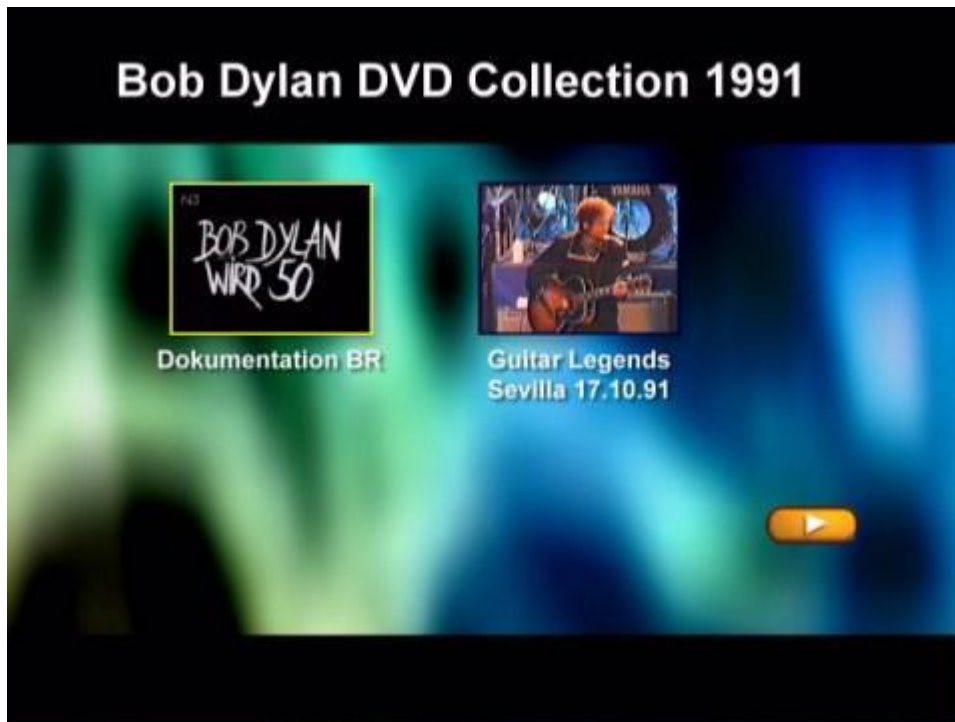 Bob Dylan DVD Collection 1991
N3
BOB DYLAN
WIRD 50
YAMAHA
Dokumentation BR
Guitar Legends
Sevilla 17.10.91